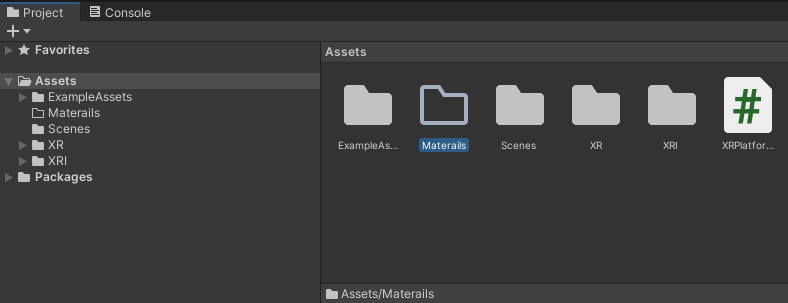 Project
Console
Favorites
Assets
ExampleAssets
Materails
Scenes
XR
XRI
Packages
Assets
ExampleAs...
Materails
Scenes
XR
XRI
#
XRPlatfor...
Assets/Materails